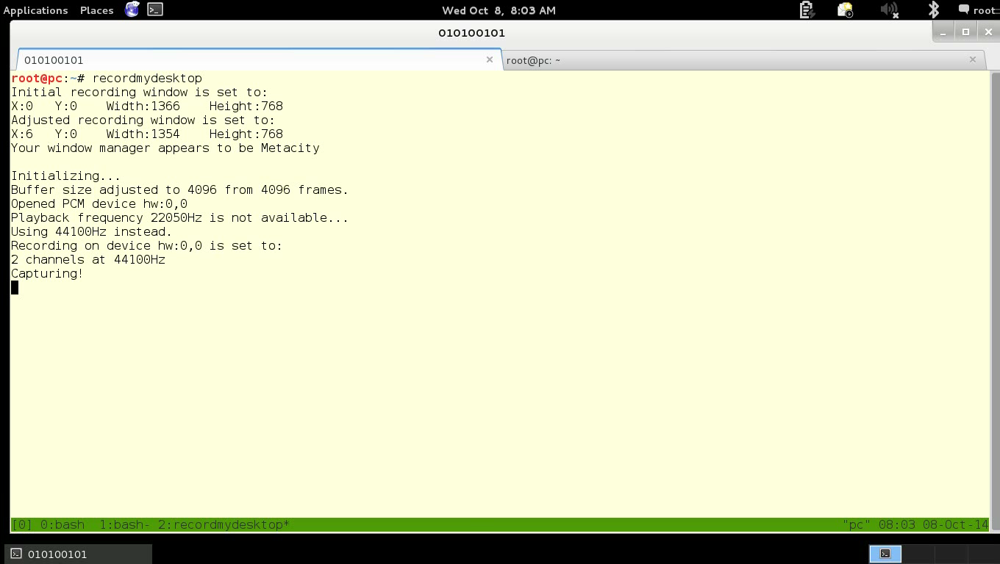 Applications Places Wed Oct 8, 8:03 AM root
010100101
010100101 root@pc: ~
root@pc:~# recordmydesktop
Initial recording window is set to:
X:0   Y:0    Width:1366    Height:768
Adjusted recording window is set to:
X:6   Y:0    Width:1354    Height:768
Your window manager appears to be Metacity
Initializing...
Buffer size adjusted to 4096 from 4096 frames.
Opened PCM device hw:0,0
Playback frequency 22050Hz is not available...
Using 44100Hz instead.
Recording on device hw:0,0 is set to:
2 channels at 44100Hz
Capturing!
[0] 0:bash  1:bash- 2:recordmydesktop* "pc" 08:03 08-Oct-14
010100101